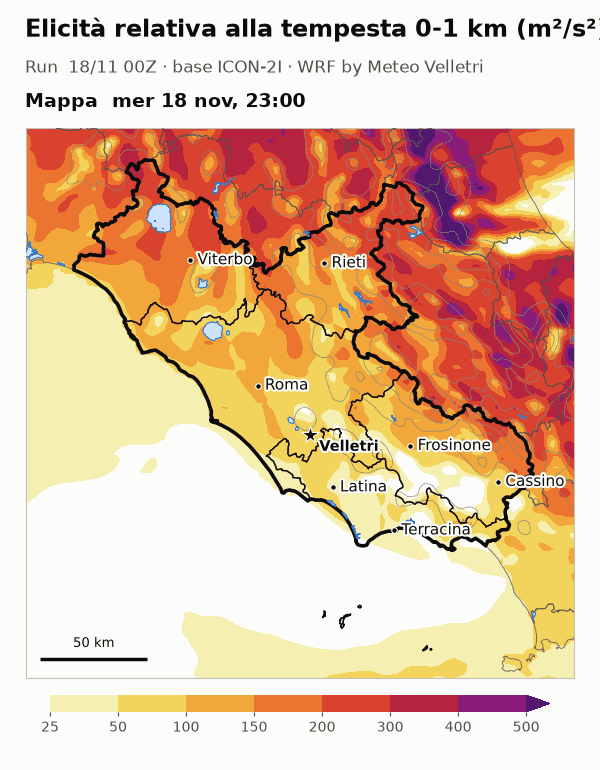 Elicità relativa alla tempesta 0-1 km (m²/s²)
Run  18/11 00Z · base ICON-2I · WRF by Meteo Velletri
Mappa  mer 18 nov, 23:00
Viterbo
Rieti
Roma
Velletri
Frosinone
Cassino
Latina
Terracina
50 km
25 50 100 150 200 300 400 500